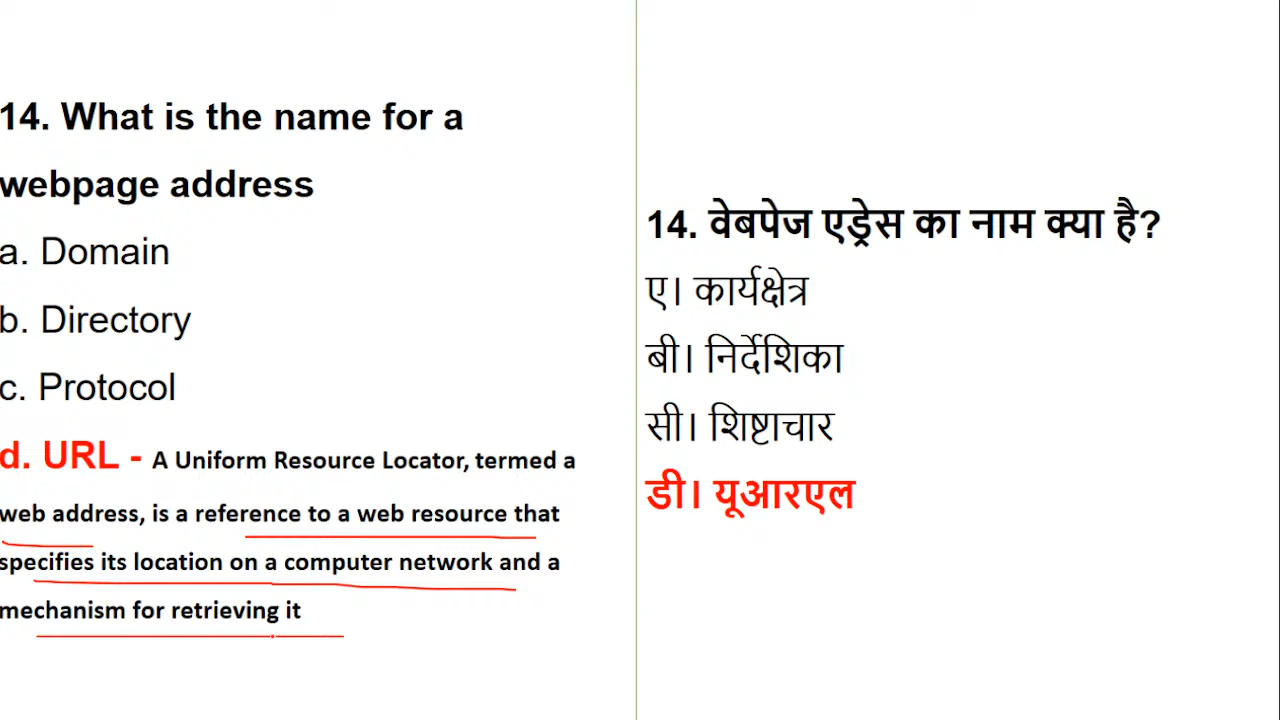 14. What is the name for a
webpage address
a. Domain
b. Directory
c. Protocol
d. URL - A Uniform Resource Locator, termed a
web address, is a reference to a web resource that
specifies its location on a computer network and a
mechanism for retrieving it
14. वेबपेज एड्रेस का नाम क्या है?
ए। कार्यक्षेत्र
बी। निर्देशिका
सी। शिष्टाचार
डी। यूआरएल